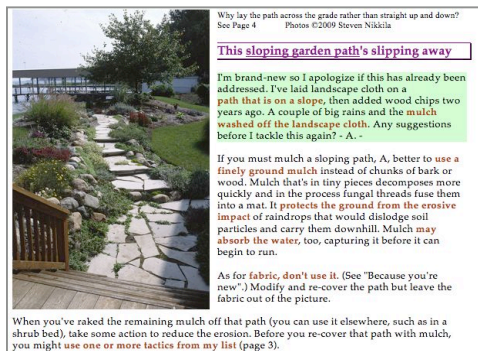 Why lay the path across the grade rather than straight up and down?
See Page 4 Photos ©2009 Steven Nikkila
This sloping garden path's slipping away
I'm brand-new so I apologize if this has already been
addressed. I've laid landscape cloth on a
path that is on a slope, then added wood chips two
years ago. A couple of big rains and the mulch
washed off the landscape cloth. Any suggestions
before I tackle this again? - A. -
If you must mulch a sloping path, A, better to use a
finely ground mulch instead of chunks of bark or
wood. Mulch that's in tiny pieces decomposes more
quickly and in the process fungal threads fuse them
into a mat. It protects the ground from the erosive
impact of raindrops that would dislodge soil
particles and carry them downhill. Mulch may
absorb the water, too, capturing it before it can
begin to run.
As for fabric, don't use it. (See "Because you're
new".) Modify and re-cover the path but leave the
fabric out of the picture.
When you've raked the remaining mulch off that path (you can use it elsewhere, such as in a
shrub bed), take some action to reduce the erosion. Before you re-cover that path with mulch,
you might use one or more tactics from my list (page 3).